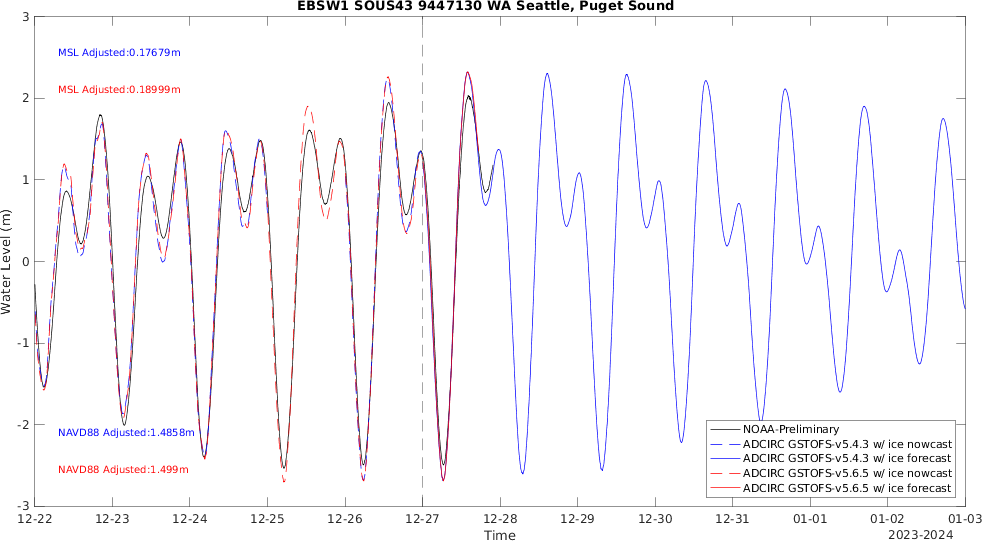 EBSW1 SOUS43 9447130 WA Seattle, Puget Sound
3
MSL Adjusted:0.17679m
MSL Adjusted:0.18999m
2
1
0
-1
-2
-3
Water Level (m)
NAVD88 Adjusted:1.4858m
NAVD88 Adjusted:1.499m
NOAA-Preliminary
ADCIRC GSTOFS-v5.4.3 w/ ice nowcast
ADCIRC GSTOFS-v5.4.3 w/ ice forecast
ADCIRC GSTOFS-v5.6.5 w/ ice nowcast
ADCIRC GSTOFS-v5.6.5 w/ ice forecast
12-22 12-23 12-24 12-25 12-26 12-27 12-28 12-29 12-30 12-31 01-01 01-02 01-03
Time
2023-2024